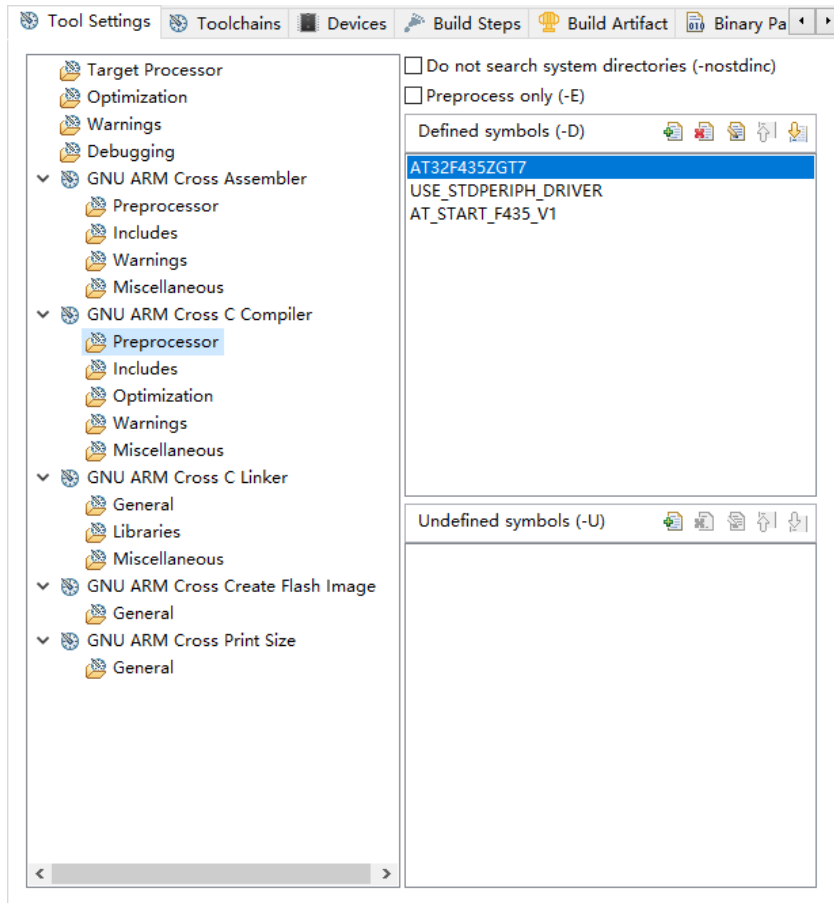 Tool Settings
Toolchains
Devices
Build Steps
Build Artifact
Binary Pa
Target Processor
Optimization
Warnings
Debugging
GNU ARM Cross Assembler
Preprocessor
Includes
Warnings
Miscellaneous
GNU ARM Cross C Compiler
Preprocessor
Includes
Optimization
Warnings
Miscellaneous
GNU ARM Cross C Linker
General
Libraries
Miscellaneous
GNU ARM Cross Create Flash Image
General
GNU ARM Cross Print Size
General
Do not search system directories (-nostdinc)
Preprocess only (-E)
Defined symbols (-D)
AT32F435ZGT7
USE_STDPERIPH_DRIVER
AT_START_F435_V1
Undefined symbols (-U)